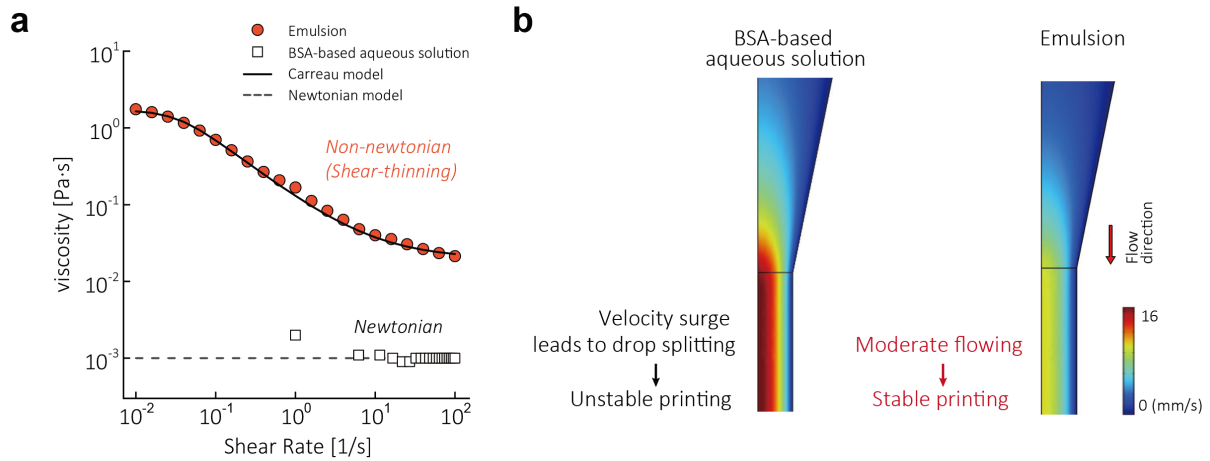 a
Emulsion
BSA-based aqueous solution
Carreau model
Newtonian model
10^1
10^0
10^-1
10^-2
10^-3
viscosity [Pa·s]
Non-newtonian
(Shear-thinning)
Newtonian
10^-2
10^-1
10^0
10^1
10^2
Shear Rate [1/s]
b
BSA-based
aqueous solution
Emulsion
Flow
direction
Velocity surge
leads to drop splitting
Unstable printing
Moderate flowing
Stable printing
16
0 (mm/s)